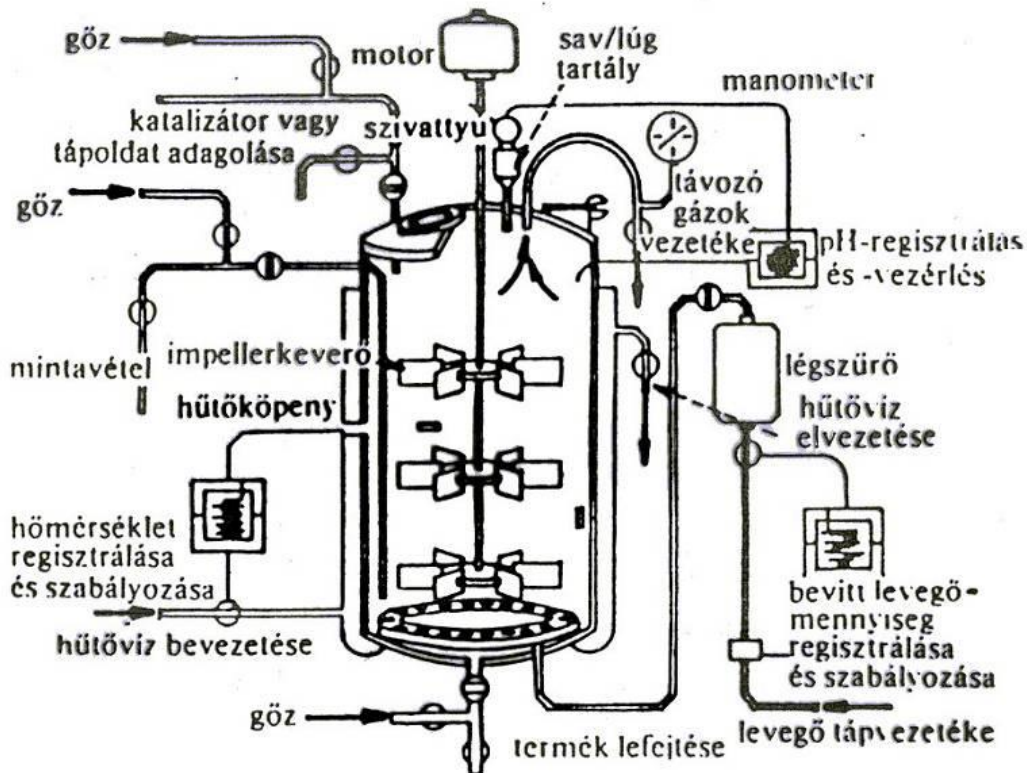 gőz
motor
sav/lúg
tartály
manometer
katalizátor vagy
tápoldat adagolása
szivattyú
gőz
távozó
gázok
vezetéke
pH-regisztrálás
és -vezérlés
mintavétel
impellerkeverő
légszűrő
hűtőköpeny
hűtővíz
elvezetése
hőmérséklet
regisztrálása
és szabályozása
bevitt levegő-
mennyiség
regisztrálása
és szabályozása
hűtővíz bevezetése
gőz
termék lefejtése
levegő tápvezetéke